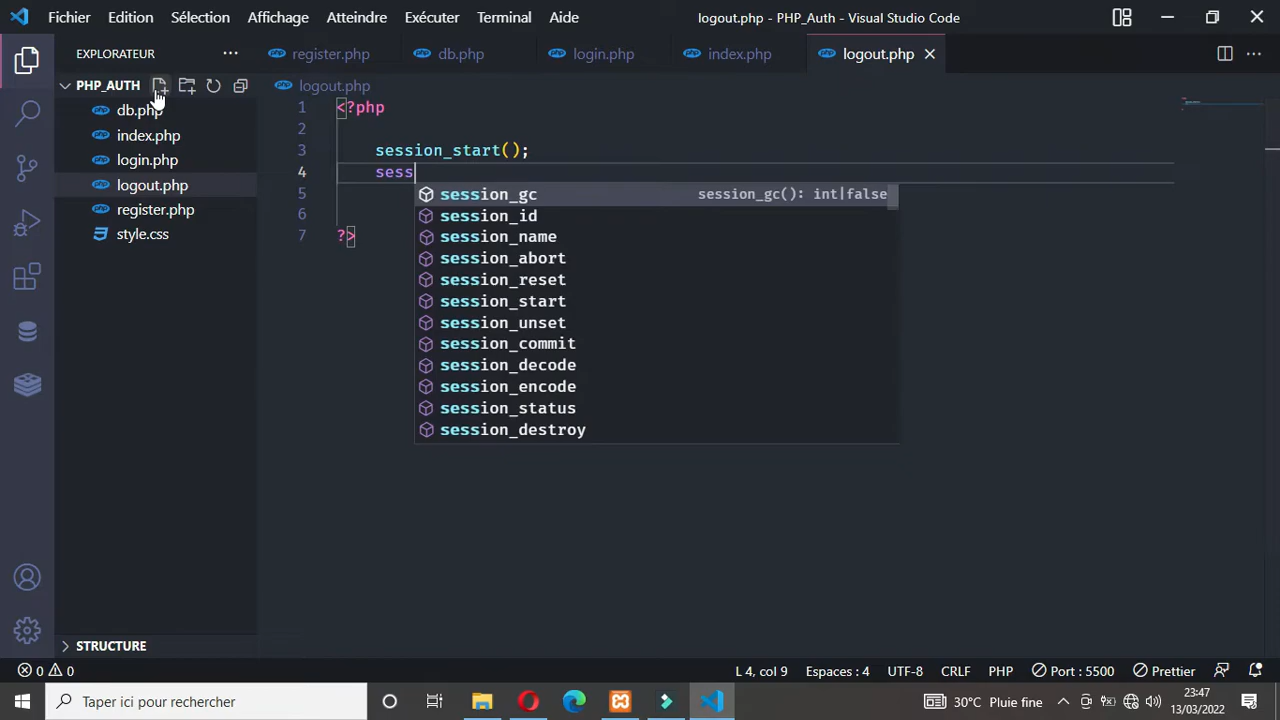 Fichier Edition Sélection Affichage Atteindre Exécuter Terminal Aide logout.php - PHP_Auth - Visual Studio Code
EXPLORATEUR
register.php db.php login.php index.php logout.php
PHP_AUTH
logout.php
db.php
index.php
login.php
logout.php
register.php
style.css
1 <?php
2
3 session_start();
4 sess
5
6
7 ?>
session_gc session_gc(): int|false
session_id
session_name
session_abort
session_reset
session_start
session_unset
session_commit
session_decode
session_encode
session_status
session_destroy
STRUCTURE
0 0 L 4, col 9 Espaces : 4 UTF-8 CRLF PHP Port : 5500 Prettier
Taper ici pour rechercher
30°C Pluie fine
23:47
13/03/2022